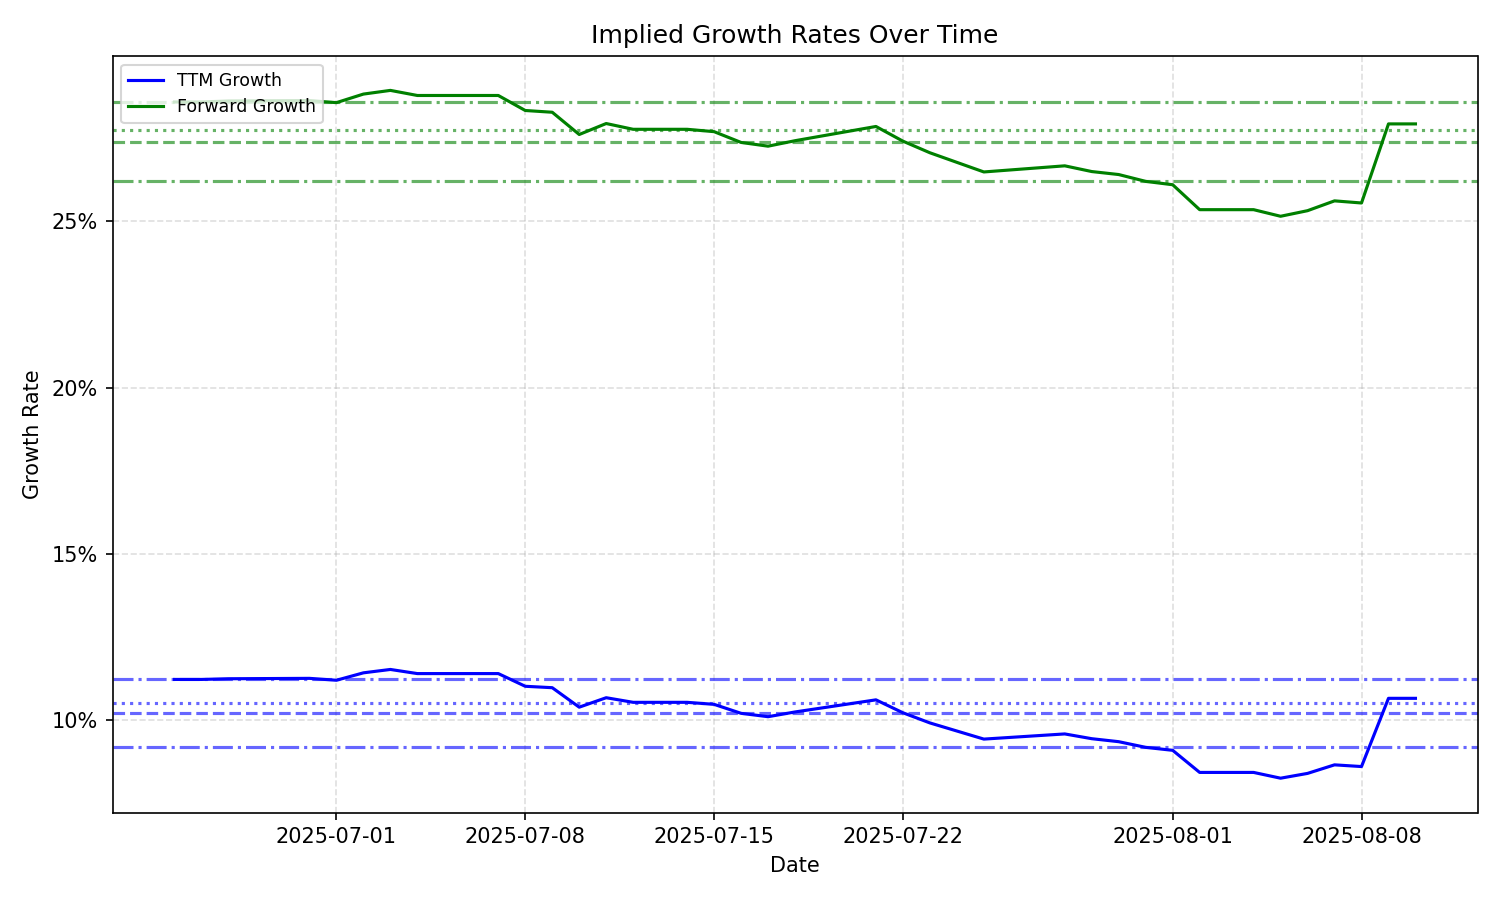 Implied Growth Rates Over Time
TTM Growth
Forward Growth
25%
20%
15%
10%
Growth Rate
2025-07-01
2025-07-08
2025-07-15
2025-07-22
2025-08-01
2025-08-08
Date